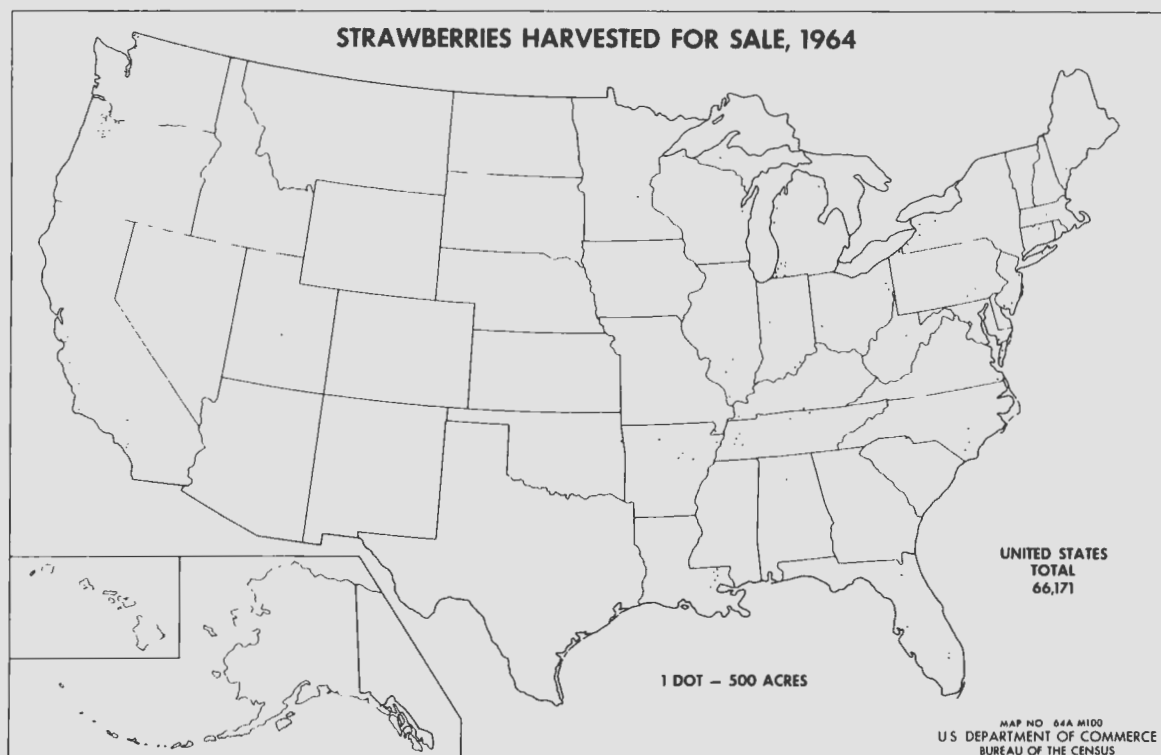 STRAWBERRIES HARVESTED FOR SALE, 1964
UNITED STATES
TOTAL
66,171
1 DOT – 500 ACRES
MAP NO 64A M100
U S DEPARTMENT OF COMMERCE
BUREAU OF THE CENSUS